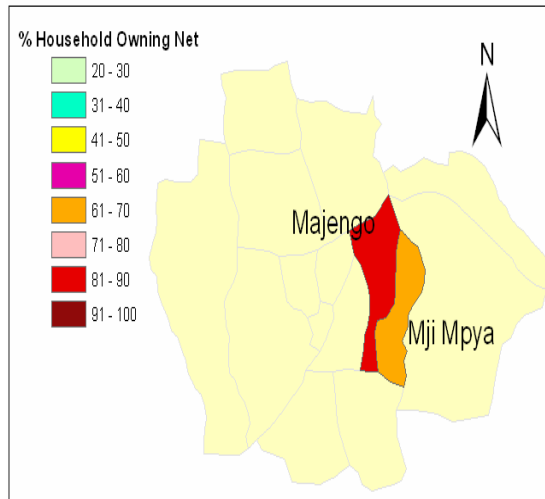 % Household Owning Net
20 - 30
31 - 40
41 - 50
51 - 60
61 - 70
71 - 80
81 - 90
91 - 100
N
Majengo
Mji Mpya